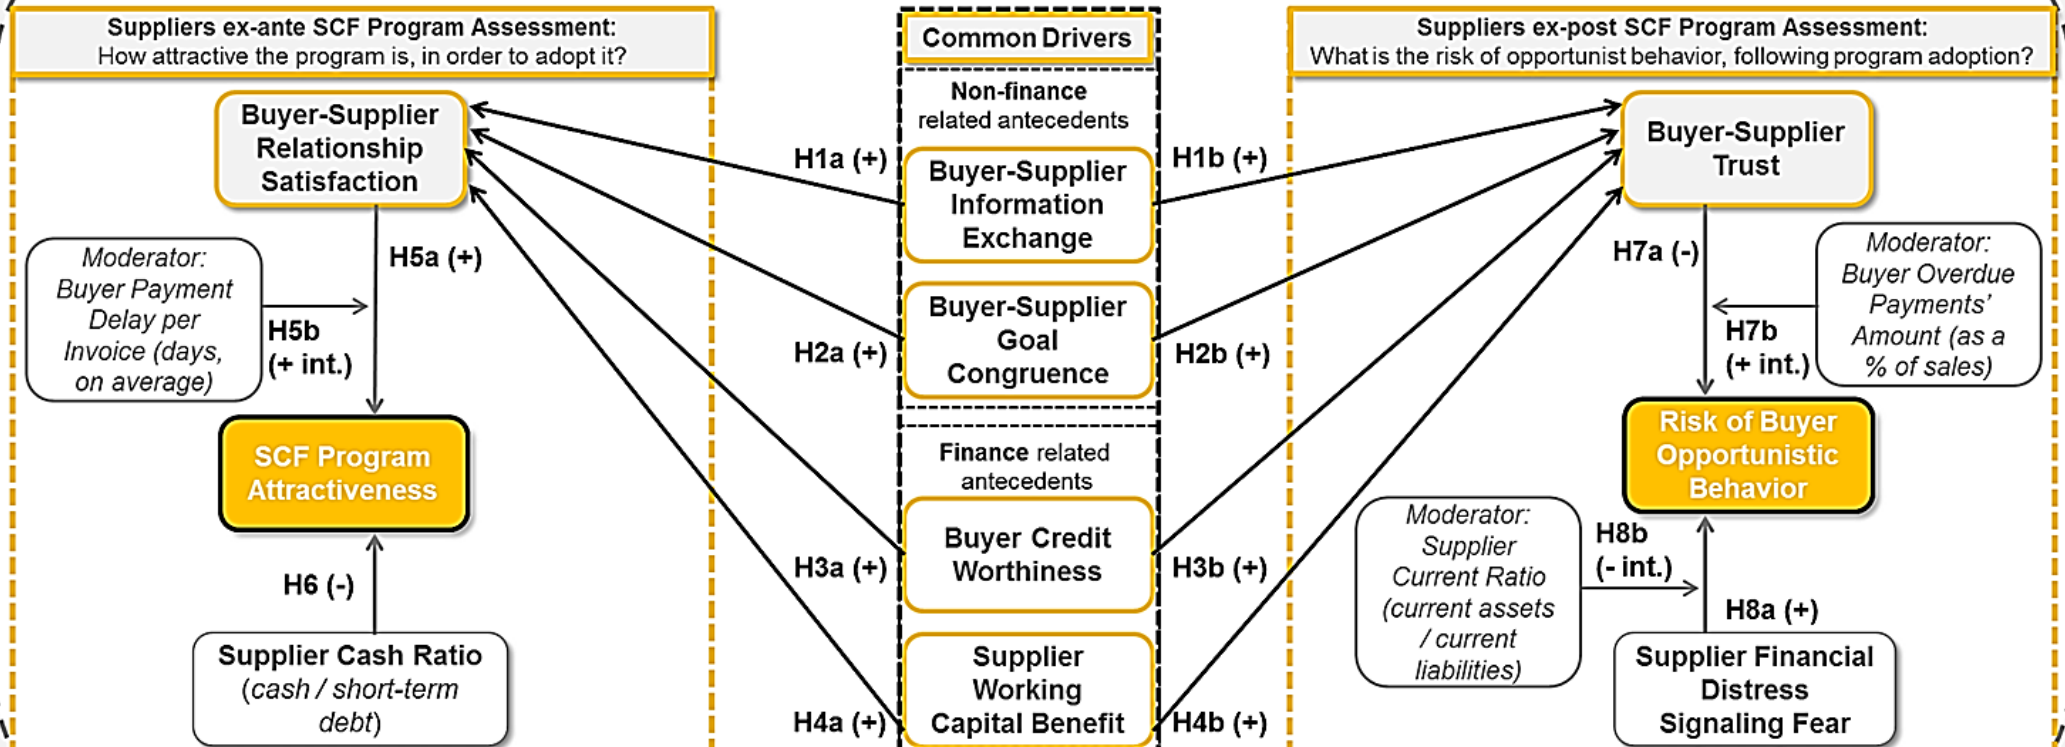 Suppliers ex-ante SCF Program Assessment:
How attractive the program is, in order to adopt it?
Buyer-Supplier
Relationship
Satisfaction
H5a (+)
Moderator:
Buyer Payment
Delay per
Invoice (days,
on average)
H5b
(+ int.)
SCF Program
Attractiveness
H6 (-)
Supplier Cash Ratio
(cash / short-term
debt)
Common Drivers
Non-finance
related antecedents
H1a (+)
Buyer-Supplier
Information
Exchange
H1b (+)
H2a (+)
Buyer-Supplier
Goal
Congruence
H2b (+)
Finance related
antecedents
H3a (+)
Buyer Credit
Worthiness
H3b (+)
H4a (+)
Supplier
Working
Capital Benefit
H4b (+)
Suppliers ex-post SCF Program Assessment:
What is the risk of opportunist behavior, following program adoption?
Buyer-Supplier
Trust
H7a (-)
Moderator:
Buyer Overdue
Payments’
Amount (as a
% of sales)
H7b
(+ int.)
Risk of Buyer
Opportunistic
Behavior
Moderator:
Supplier
Current Ratio
(current assets
/ current
liabilities)
H8b
(- int.)
H8a (+)
Supplier Financial
Distress
Signaling Fear